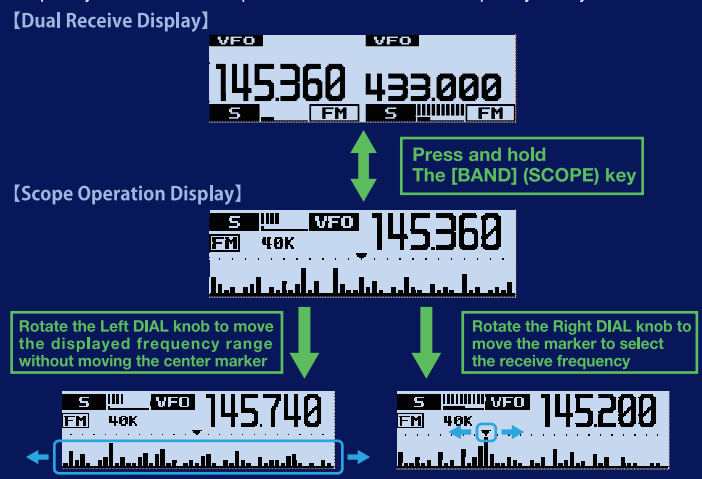 【Dual Receive Display】
VFO VFO
145.360 433.000
S FM S FM
Press and hold
The [BAND] (SCOPE) key
【Scope Operation Display】
S VFO 145.360
FM 40K
Rotate the Left DIAL knob to move
the displayed frequency range
without moving the center marker
Rotate the Right DIAL knob to
move the marker to select
the receive frequency
S VFO 145.740
FM 40K
S VFO 145.200
FM 40K